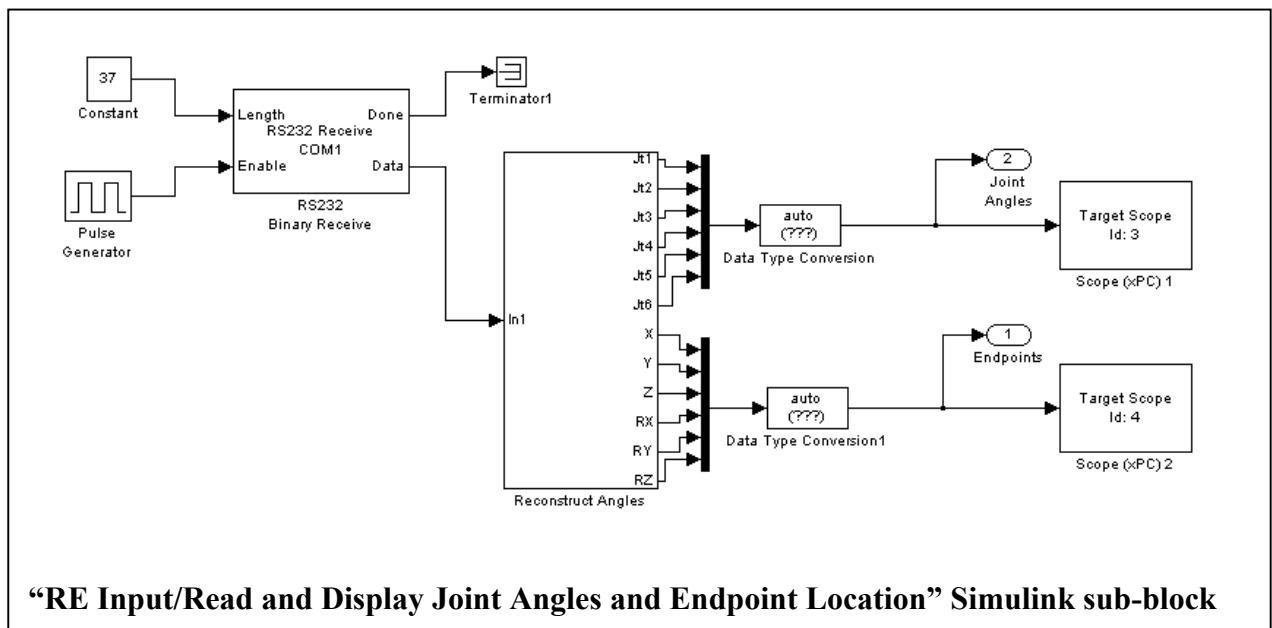 37
Constant
Pulse
Generator
Length
Done
RS232 Receive
COM1
Enable
Data
RS232
Binary Receive
Terminator1
In1
Jt1
Jt2
Jt3
Jt4
Jt5
Jt6
X
Y
Z
RX
RY
RZ
Reconstruct Angles
auto
(???)
Data Type Conversion
2
Joint
Angles
Target Scope
Id: 3
Scope (xPC) 1
auto
(???)
Data Type Conversion1
1
Endpoints
Target Scope
Id: 4
Scope (xPC) 2
“RE Input/Read and Display Joint Angles and Endpoint Location” Simulink sub-block